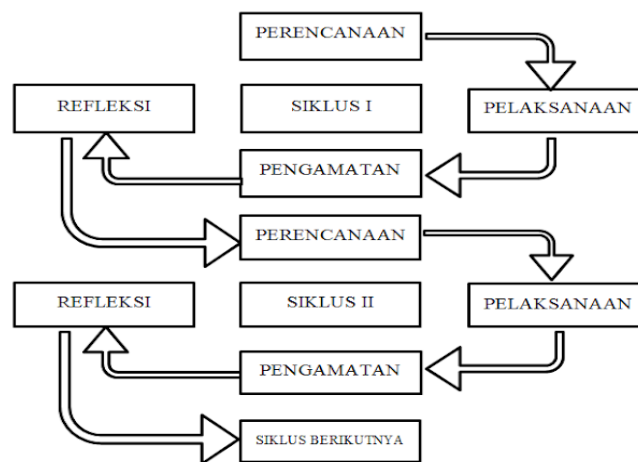 PERENCANAAN
REFLEKSI
SIKLUS I
PELAKSANAAN
PENGAMATAN
PERENCANAAN
REFLEKSI
SIKLUS II
PELAKSANAAN
PENGAMATAN
SIKLUS BERIKUTNYA